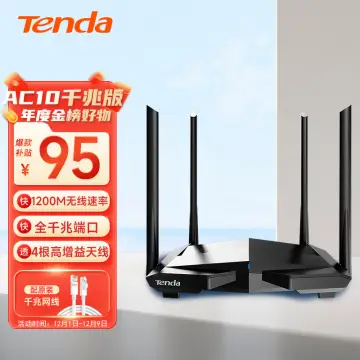 Tenda
AC10千兆版
年度金榜好物
爆款
补贴
¥95
快 1200M无线速率
快 全千兆端口
透 4根高增益天线
配原装
千兆网线
活动时间:12月1日-12月9日
Tenda